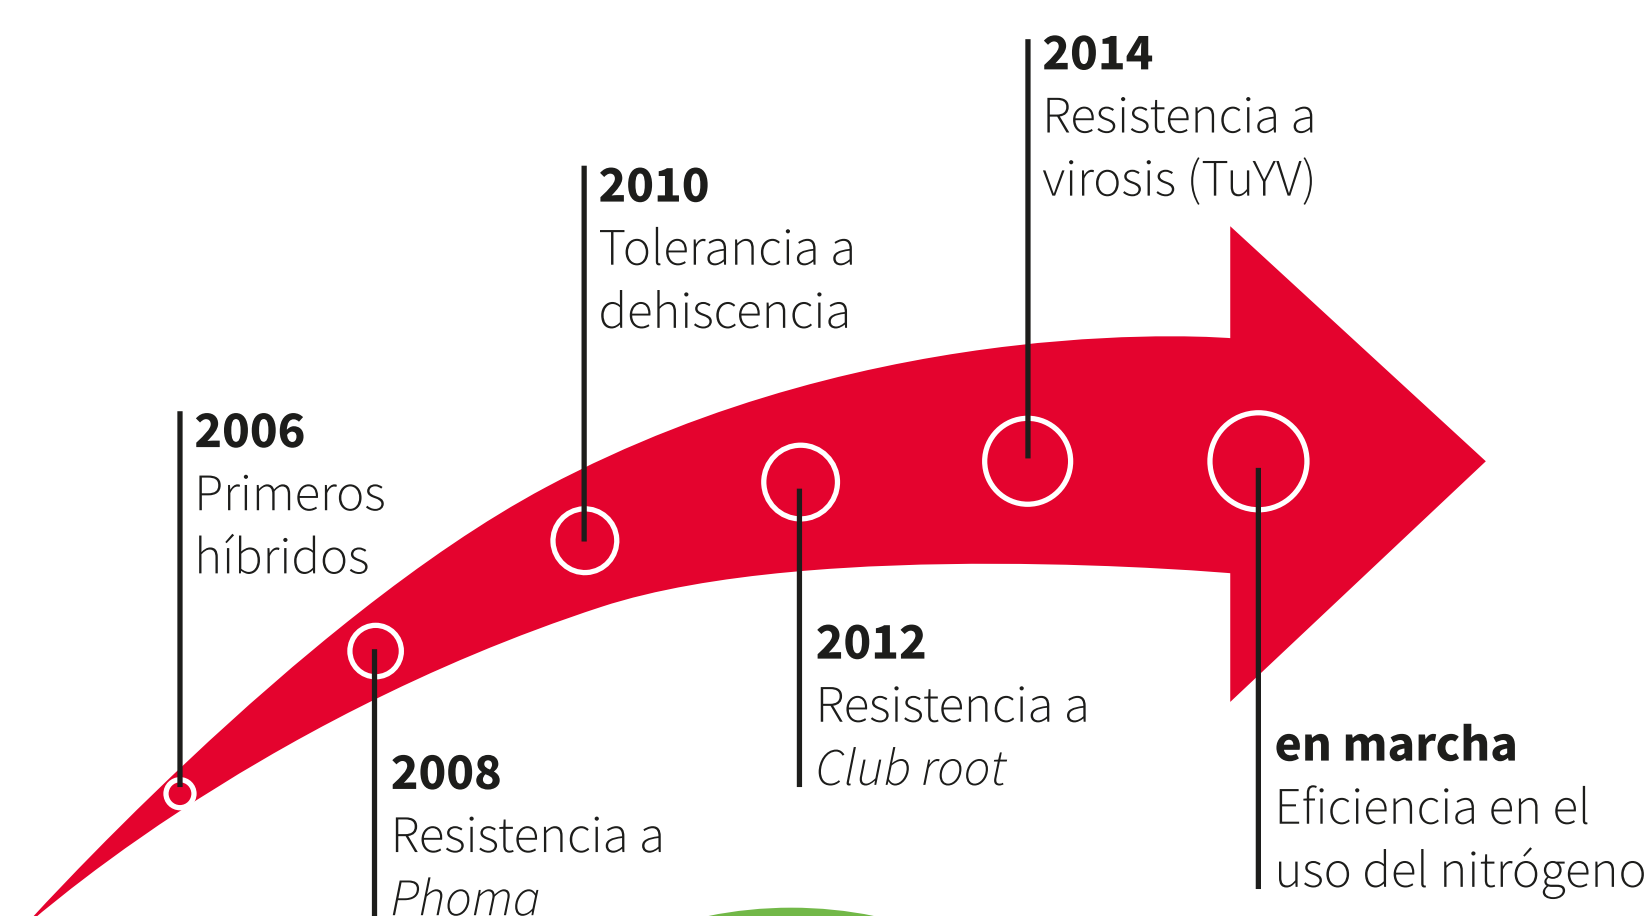 2006
Primeros
híbridos
2008
Resistencia a
Phoma
2010
Tolerancia a
dehiscencia
2012
Resistencia a
Club root
2014
Resistencia a
virosis (TuYV)
en marcha
Eficiencia en el
uso del nitrógeno